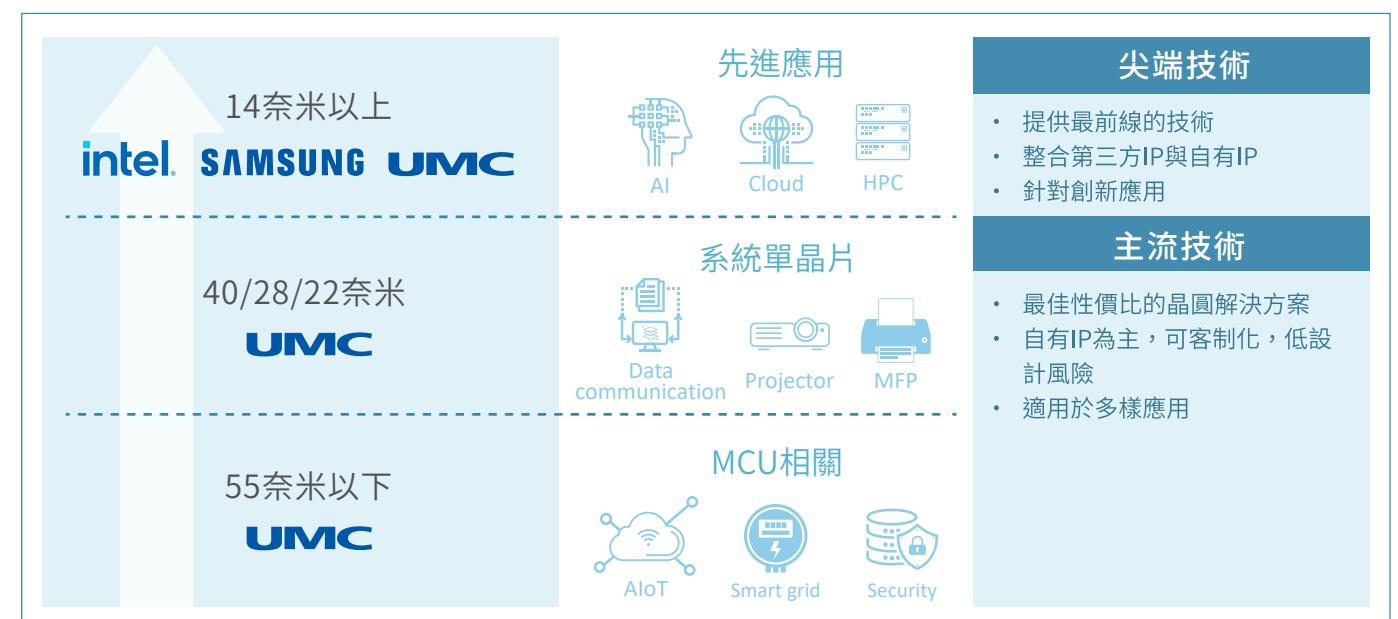 14奈米以上
intel. SAMSUNG UMC
先進應用
AI Cloud HPC
尖端技術
• 提供最前線的技術
• 整合第三方IP與自有IP
• 針對創新應用
40/28/22奈米
UMC
系統單晶片
Data
communication Projector MFP
主流技術
• 最佳性價比的晶圓解決方案
• 自有IP為主，可客制化，低設
計風險
• 適用於多樣應用
55奈米以下
UMC
MCU相關
AIoT Smart grid Security